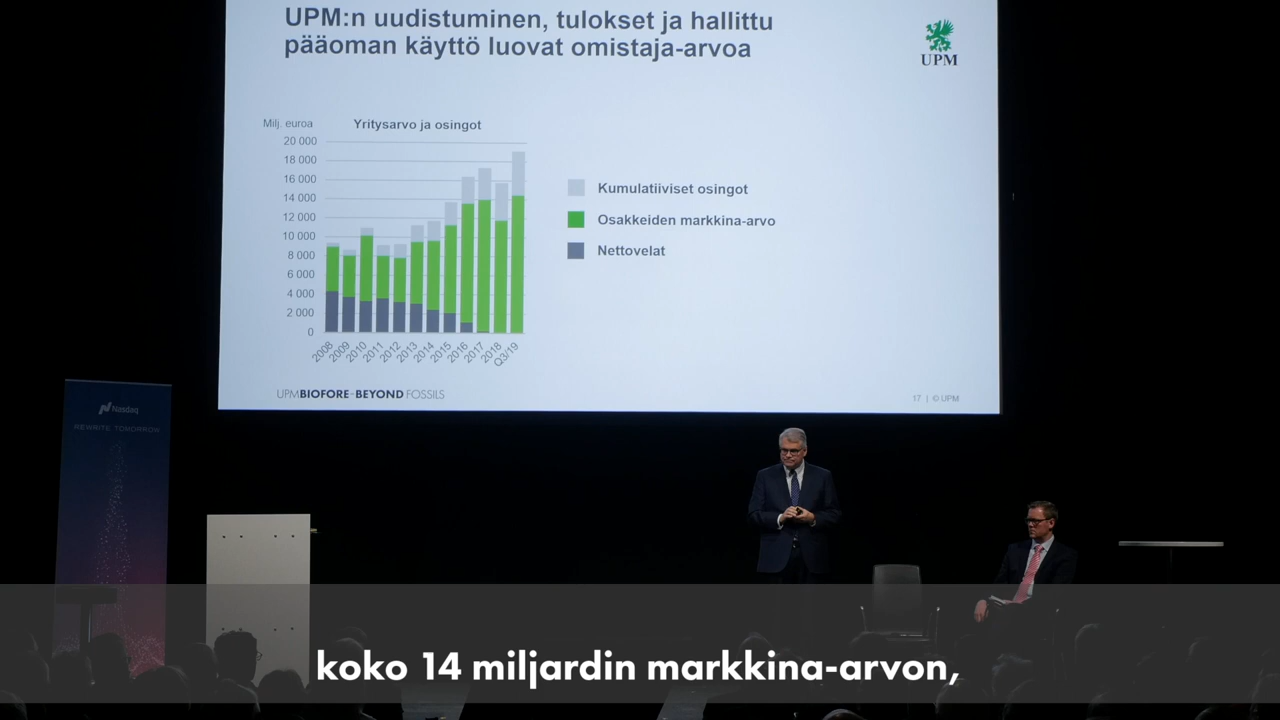 UPM:n uudistuminen, tulokset ja hallittu
pääoman käyttö luovat omistaja-arvoa
UPM
Milj. euroa
Yritysarvo ja osingot
20 000
18 000
16 000
14 000
12 000
10 000
8 000
6 000
4 000
2 000
0
2008
2009
2010
2011
2012
2013
2014
2015
2016
2017
2018
Q3/19
Kumulatiiviset osingot
Osakkeiden markkina-arvo
Nettovelat
UPM BIOFORE–BEYOND FOSSILS
17 | © UPM
Nasdaq
REWRITE TOMORROW
koko 14 miljardin markkina-arvon,